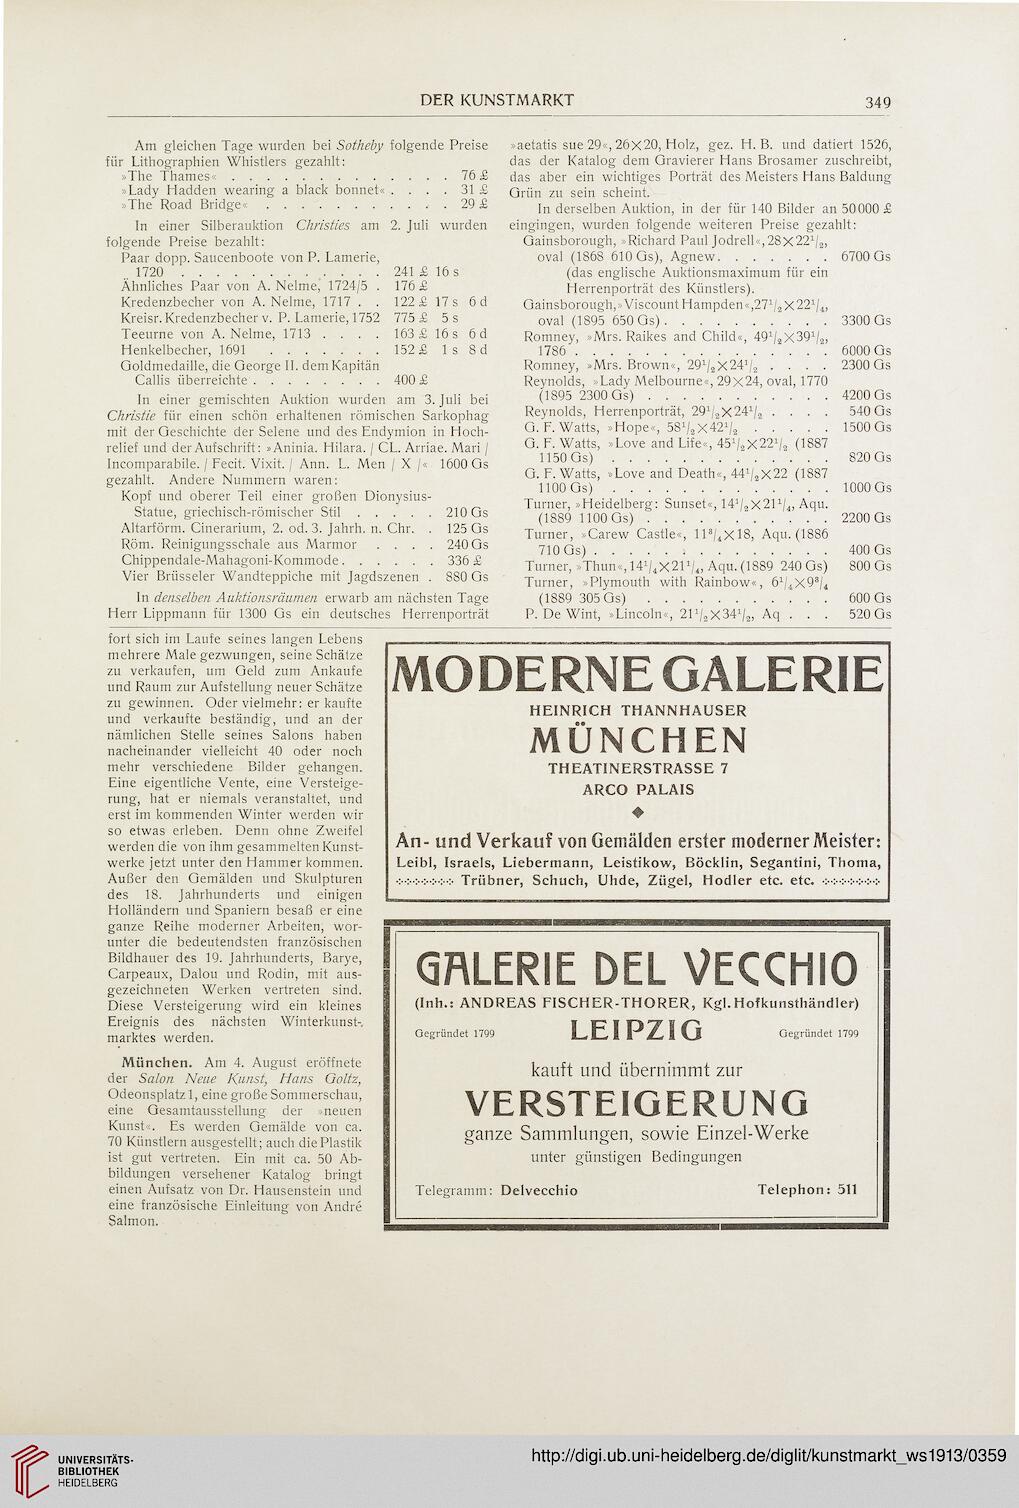 DER KUNSTMARKT
349
Am gleichen Tage wurden bei Sotheby folgende Preise
für Lithographien Whistlers gezahlt:
»The Thames« . . . . . . . . . . . . . 76 £
»Lady Hadden wearing a black bonnet« . . . . 31 £
»The Road Bridge« . . . . . . . . . . . 29 £
In einer Silberauktion Christies am 2. Juli wurden
folgende Preise bezahlt:
Paar dopp. Saucenboote von P. Lamerie,
1720 . . . . . . . . . . . . 241 £ 16 s
Ähnliches Paar von A. Nelme, 1724/5 . 176 £
Kredenzbecher von A. Nelme, 1717 . . 122 £ 17 s 6 d
Kreisr. Kredenzbecher v. P. Lamerie, 1752 775 £ 5 s
Teeurne von A. Nelme, 1713 . . . . 163 £ 16 s 6 d
Henkelbecher, 1691 . . . . . . . 152 £ 1 s 8 d
Goldmedaille, die George II. dem Kapitän
Callis überreichte . . . . . . . . 400 £
In einer gemischten Auktion wurden am 3. Juli bei
Christie für einen schön erhaltenen römischen Sarkophag
mit der Geschichte der Selene und des Endymion in Hoch-
relief und der Aufschrift: »Aninia. Hilara. / CL. Arriae. Mari /
Incomparabile. / Fecit. Vixit. / Ann. L. Men / X /« 1600 Gs
gezahlt. Andere Nummern waren:
Kopf und oberer Teil einer großen Dionysius-
Statue, griechisch-römischer Stil . . . . . 210 Gs
Altarförm. Cinerarium, 2. od. 3. Jahrh. n. Chr. . 125 Gs
Röm. Reinigungsschale aus Marmor . . . . 240 Gs
Chippendale-Mahagoni-Kommode . . . . . . 336 £
Vier Brüsseler Wandteppiche mit Jagdszenen . 880 Gs
In denselben Auktionsräumen erwarb am nächsten Tage
Herr Lippmann für 1300 Gs ein deutsches Herrenporträt
»aetatis sue 29«, 26×20, Holz, gez. H. B. und datiert 1526,
das der Katalog dem Gravierer Hans Brosamer zuschreibt,
das aber ein wichtiges Porträt des Meisters Hans Baldung
Grün zu sein scheint.
In derselben Auktion, in der für 140 Bilder an 50000 £
eingingen, wurden folgende weiteren Preise gezahlt:
Gainsborough, »Richard Paul Jodrell«, 28×22½,
oval (1868 610 Gs), Agnew . . . . . . . 6700 Gs
(das englische Auktionsmaximum für ein
Herrenporträt des Künstlers).
Gainsborough, »Viscount Hampden«, 27½×22¼,
oval (1895 650 Gs) . . . . . . . . . . 3300 Gs
Romney, »Mrs. Raikes and Child«, 49½×39½,
1786 . . . . . . . . . . . . . . . 6000 Gs
Romney, »Mrs. Brown«, 29½×24½ . . . . 2300 Gs
Reynolds, »Lady Melbourne«, 29×24, oval, 1770
(1895 2300 Gs) . . . . . . . . . . . 4200 Gs
Reynolds, Herrenporträt, 29½×24½ . . . . 540 Gs
G. F. Watts, »Hope«, 58½×42½ . . . . . 1500 Gs
G. F. Watts, »Love and Life«, 45½×22½ (1887
1150 Gs) . . . . . . . . . . . . . 820 Gs
G. F. Watts, »Love and Death«, 44½×22 (1887
1100 Gs) . . . . . . . . . . . . . 1000 Gs
Turner, »Heidelberg: Sunset«, 14½×21¼, Aqu.
(1889 1100 Gs) . . . . . . . . . . . 2200 Gs
Turner, »Carew Castle«, 11¾×18, Aqu. (1886
710 Gs) . . . . . . . . . . . . . . 400 Gs
Turner, »Thun«, 14¼×21¼, Aqu. (1889 240 Gs) 800 Gs
Turner, »Plymouth with Rainbow«, 6¼×9¾
(1889 305 Gs) . . . . . . . . . . . . 600 Gs
P. De Wint, »Lincoln«, 21½×34½, Aq . . . 520 Gs
fort sich im Laufe seines langen Lebens
mehrere Male gezwungen, seine Schätze
zu verkaufen, um Geld zum Ankaufe
und Raum zur Aufstellung neuer Schätze
zu gewinnen. Oder vielmehr: er kaufte
und verkaufte beständig, und an der
nämlichen Stelle seines Salons haben
nacheinander vielleicht 40 oder noch
mehr verschiedene Bilder gehangen.
Eine eigentliche Vente, eine Versteige-
rung, hat er niemals veranstaltet, und
erst im kommenden Winter werden wir
so etwas erleben. Denn ohne Zweifel
werden die von ihm gesammelten Kunst-
werke jetzt unter den Hammer kommen.
Außer den Gemälden und Skulpturen
des 18. Jahrhunderts und einigen
Holländern und Spaniern besaß er eine
ganze Reihe moderner Arbeiten, wor-
unter die bedeutendsten französischen
Bildhauer des 19. Jahrhunderts, Barye,
Carpeaux, Dalou und Rodin, mit aus-
gezeichneten Werken vertreten sind.
Diese Versteigerung wird ein kleines
Ereignis des nächsten Winterkunst-
marktes werden.
München. Am 4. August eröffnete
der Salon Neue Kunst, Hans Goltz,
Odeonsplatz 1, eine große Sommerschau,
eine Gesamtausstellung der »neuen
Kunst«. Es werden Gemälde von ca.
70 Künstlern ausgestellt; auch die Plastik
ist gut vertreten. Ein mit ca. 50 Ab-
bildungen versehener Katalog bringt
einen Aufsatz von Dr. Hausenstein und
eine französische Einleitung von André
Salmon.
MODERNE GALERIE
HEINRICH THANNHAUSER
MÜNCHEN
THEATINERSTRASSE 7
ARCO PALAIS
An- und Verkauf von Gemälden erster moderner Meister:
Leibl, Israels, Liebermann, Leistikow, Böcklin, Segantini, Thoma,
Trübner, Schuch, Uhde, Zügel, Hodler etc. etc.
GALERIE DEL VECCHIO
(Inh.: ANDREAS FISCHER-THORER, Kgl. Hofkunsthändler)
Gegründet 1799 LEIPZIG Gegründet 1799
kauft und übernimmt zur
VERSTEIGERUNG
ganze Sammlungen, sowie Einzel-Werke
unter günstigen Bedingungen
Telegramm: Delvecchio Telephon: 511
UNIVERSITÄTS-
BIBLIOTHEK
HEIDELBERG
http://digi.ub.uni-heidelberg.de/diglit/kunstmarkt_ws1913/0359